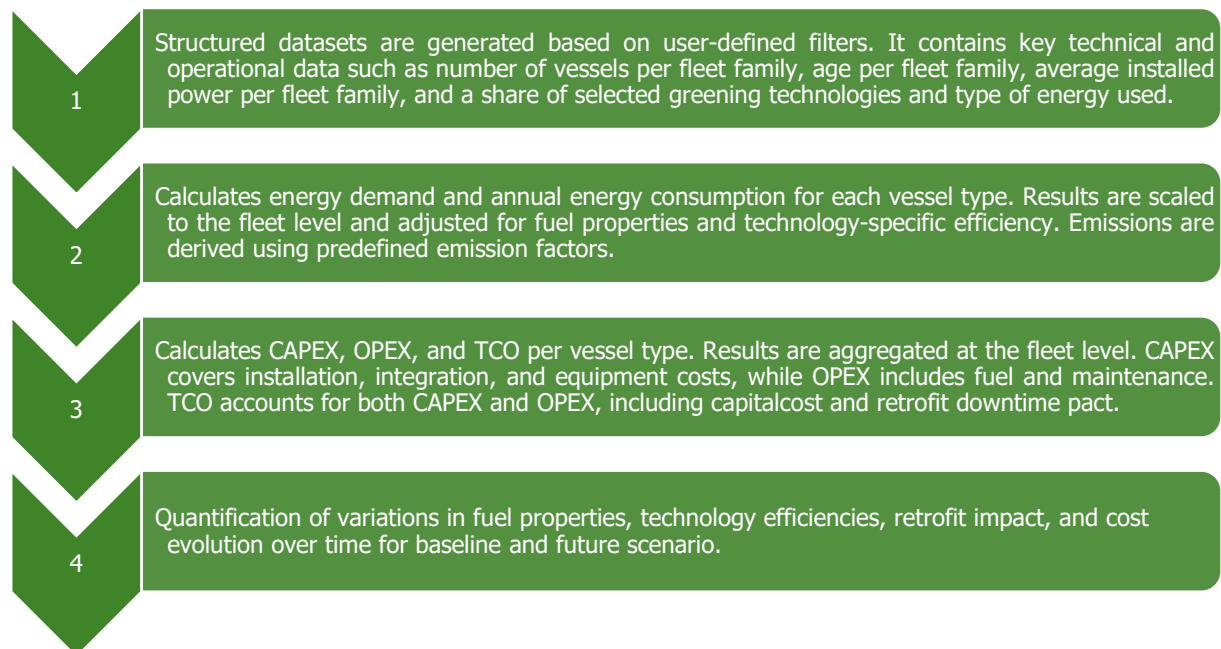 1
Structured datasets are generated based on user-defined filters. It contains key technical and
operational data such as number of vessels per fleet family, age per fleet family, average installed
power per fleet family, and a share of selected greening technologies and type of energy used.
2
Calculates energy demand and annual energy consumption for each vessel type. Results are scaled
to the fleet level and adjusted for fuel properties and technology-specific efficiency. Emissions are
derived using predefined emission factors.
3
Calculates CAPEX, OPEX, and TCO per vessel type. Results are aggregated at the fleet level. CAPEX
covers installation, integration, and equipment costs, while OPEX includes fuel and maintenance.
TCO accounts for both CAPEX and OPEX, including capitalcost and retrofit downtime pact.
4
Quantification of variations in fuel properties, technology efficiencies, retrofit impact, and cost
evolution over time for baseline and future scenario.